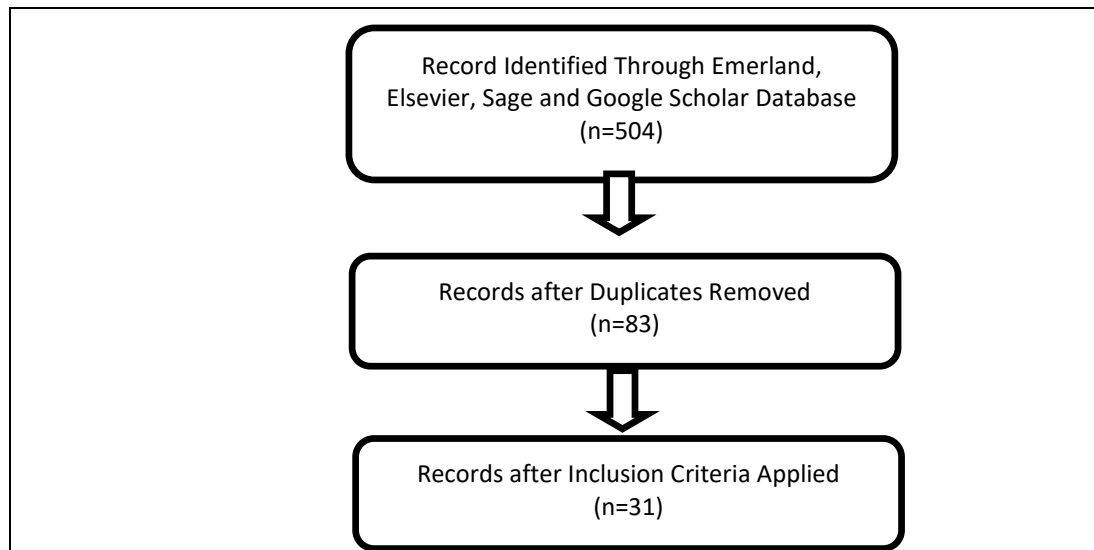 Record Identified Through Emerland,
Elsevier, Sage and Google Scholar Database
(n=504)
Records after Duplicates Removed
(n=83)
Records after Inclusion Criteria Applied
(n=31)